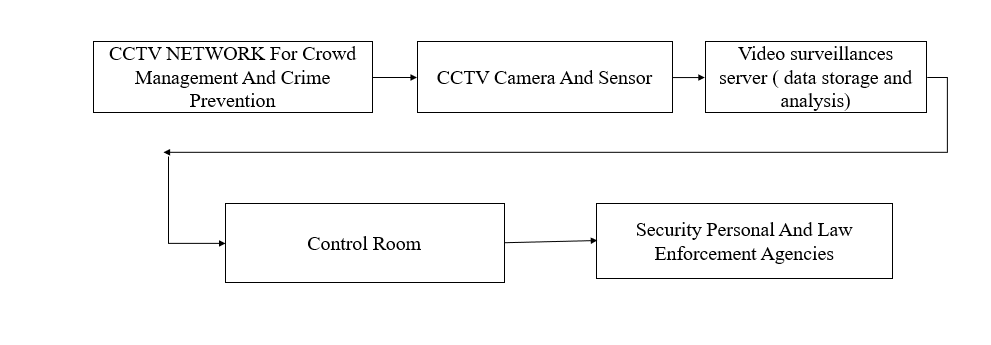 CCTV NETWORK For Crowd
Management And Crime
Prevention
CCTV Camera And Sensor
Video surveillances
server ( data storage and
analysis)
Control Room
Security Personal And Law
Enforcement Agencies